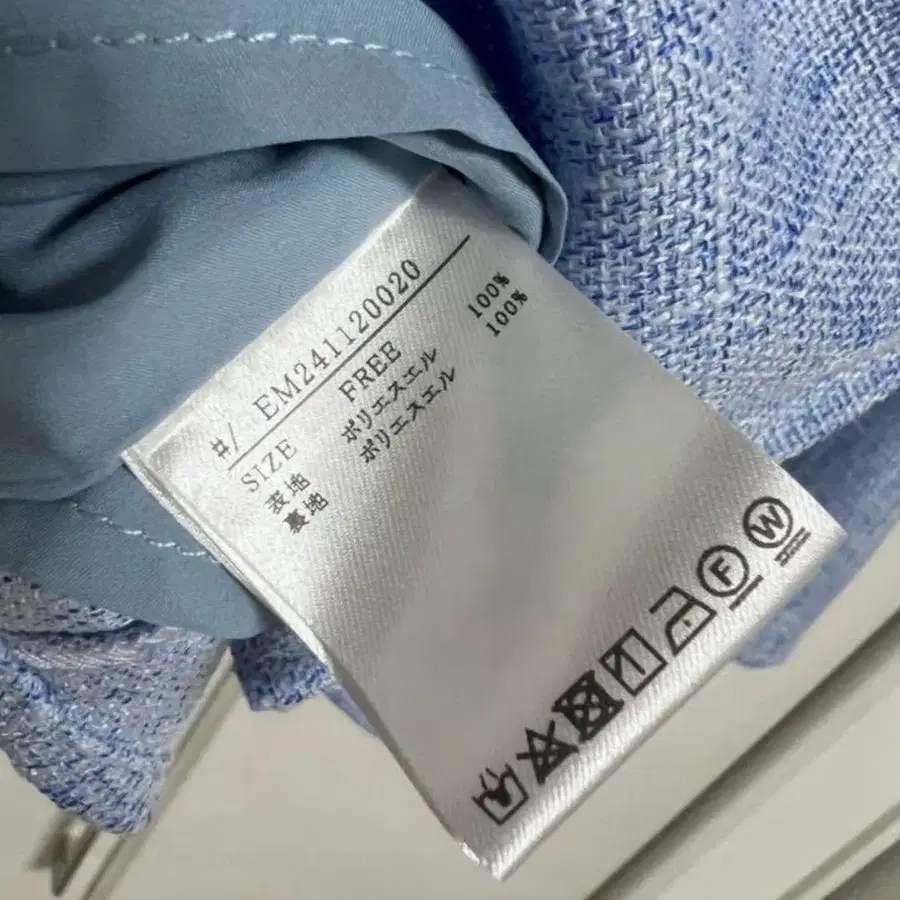 #/ EM241120020
SIZE FREE
表地 ポリエステル 100%
裏地 ポリエステル 100%
F W